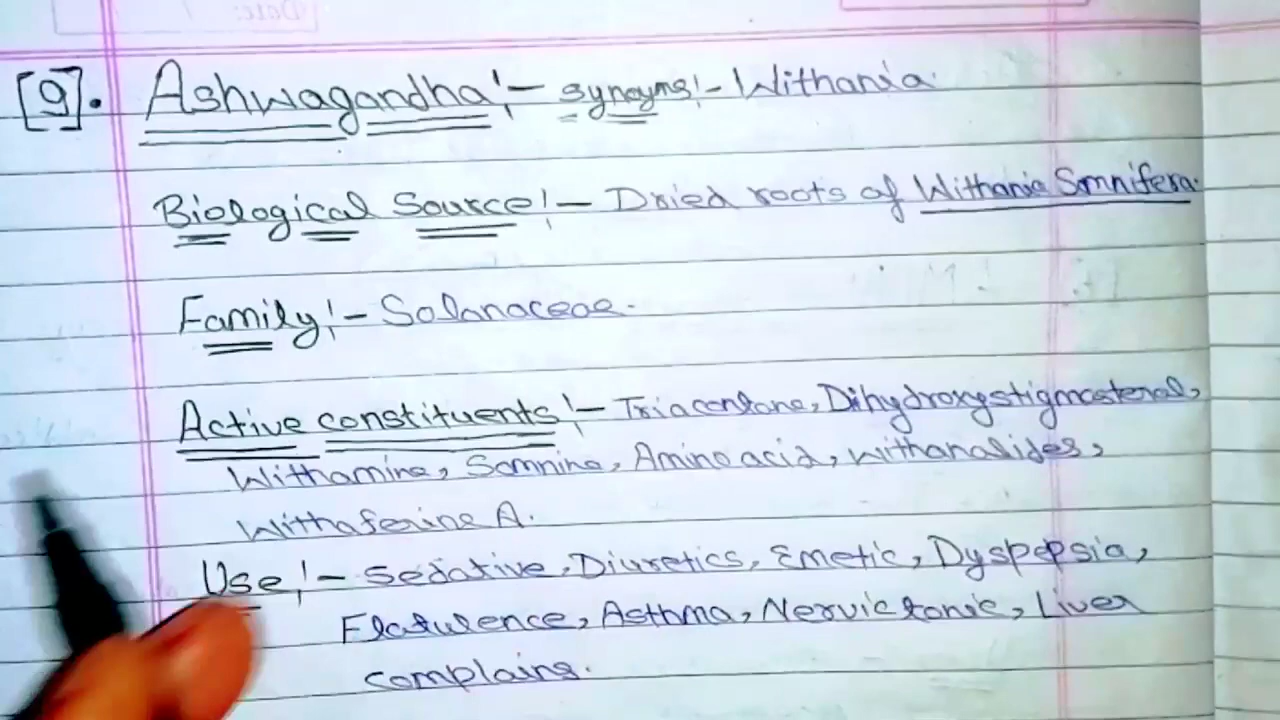 [9]. Ashwagandha:- synoyms:- Withania.
Biological Source:- Dried roots of Withania Somnifera.
Family:- Solanaceae.
Active constituents:- Triacontane, Dihydroxystigmasterol,
Withamine, Somnine, Amino acid, withanolides,
Withaferine A.
Use:- Sedative, Diuretics, Emetic, Dyspepsia,
Flatulence, Asthma, Nervic tonic, Liver
complains.